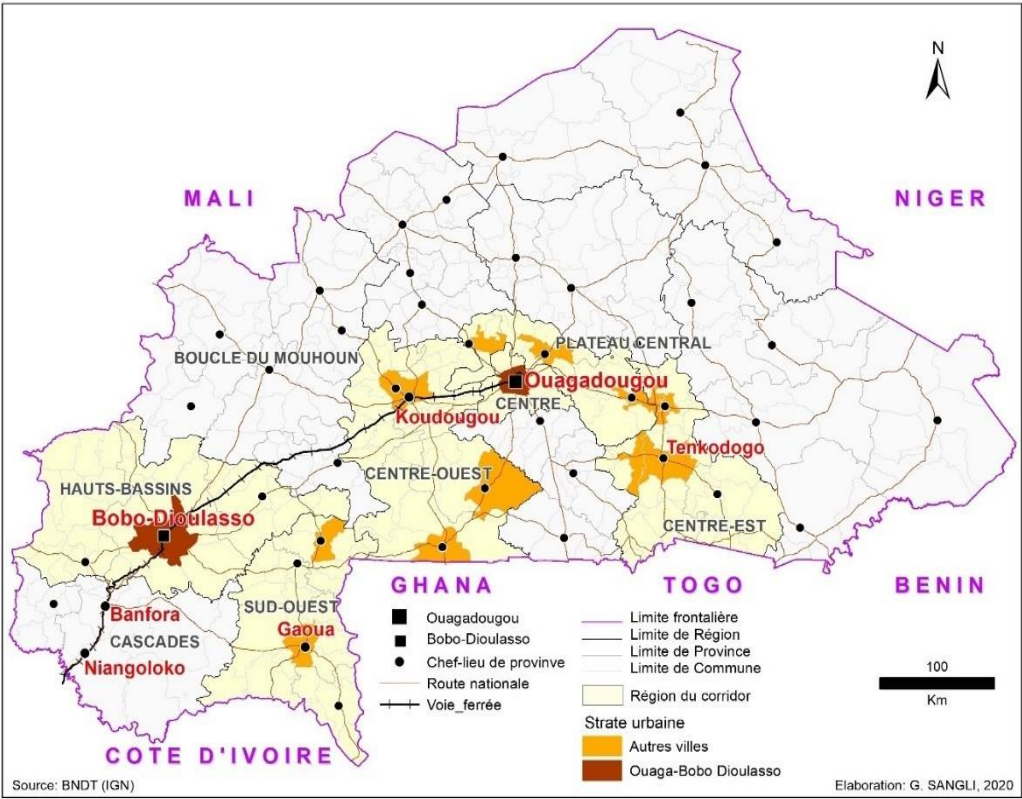 N
MALI
NIGER
BOUCLE DU MOUHOUN
PLATEAU CENTRAL
Ouagadougou
CENTRE
Koudougou
Tenkodogo
CENTRE-OUEST
HAUTS-BASSINS
Bobo-Dioulasso
CENTRE-EST
GHANA
TOGO
BENIN
Banfora
SUD-OUEST
CASCADES
Gaoua
Niangoloko
COTE D'IVOIRE
Ouagadougou
Bobo-Dioulasso
Chef-lieu de provinve
Route nationale
Voie_ferrée
Limite frontalière
Limite de Région
Limite de Province
Limite de Commune
Région du corridor
Strate urbaine
Autres villes
Ouaga-Bobo Dioulasso
100
Km
Source: BNDT (IGN)
Elaboration: G. SANGLI, 2020